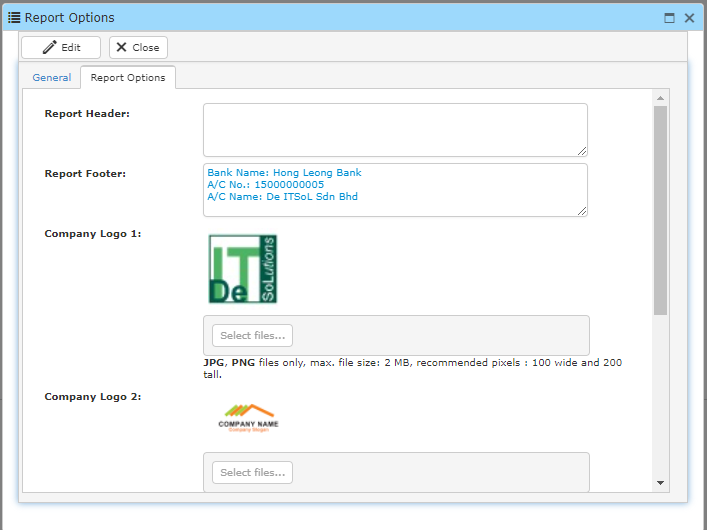 Report Options
Edit
Close
General
Report Options
Report Header:
Report Footer:
Bank Name: Hong Leong Bank
A/C No.: 15000000005
A/C Name: De ITSoL Sdn Bhd
Company Logo 1:
IT
De
SoLutions
Select files...
JPG, PNG files only, max. file size: 2 MB, recommended pixels : 100 wide and 200
tall.
Company Logo 2:
COMPANY NAME
Company Slogan
Select files...